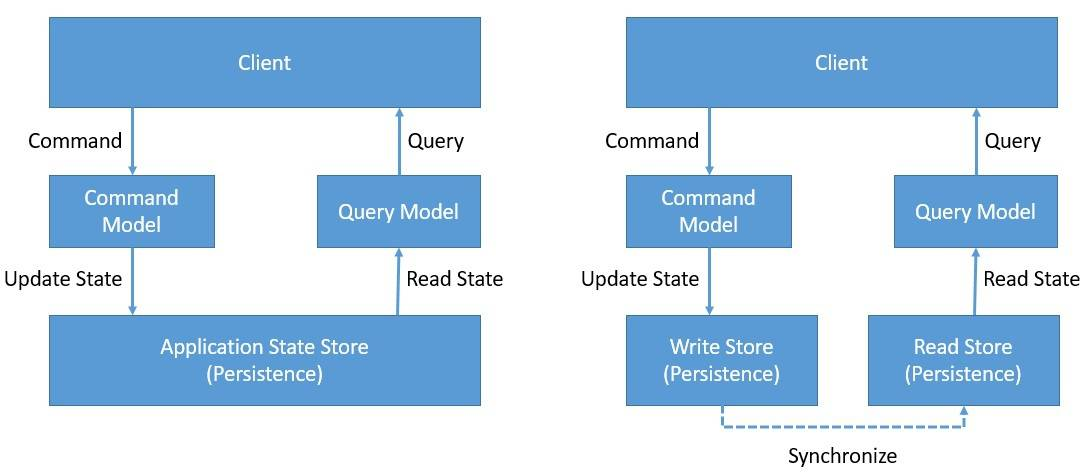 Client
Command
Query
Command
Model
Query Model
Update State
Read State
Application State Store
(Persistence)
Client
Command
Query
Command
Model
Query Model
Update State
Read State
Write Store
(Persistence)
Read Store
(Persistence)
Synchronize